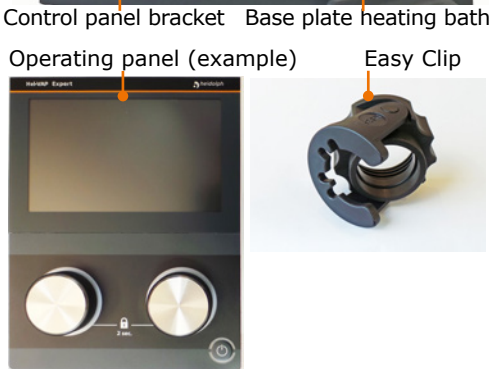 Control panel bracket Base plate heating bath
Operating panel (example) Easy Clip
Hei-VAP Expert heidolph
2 sec.